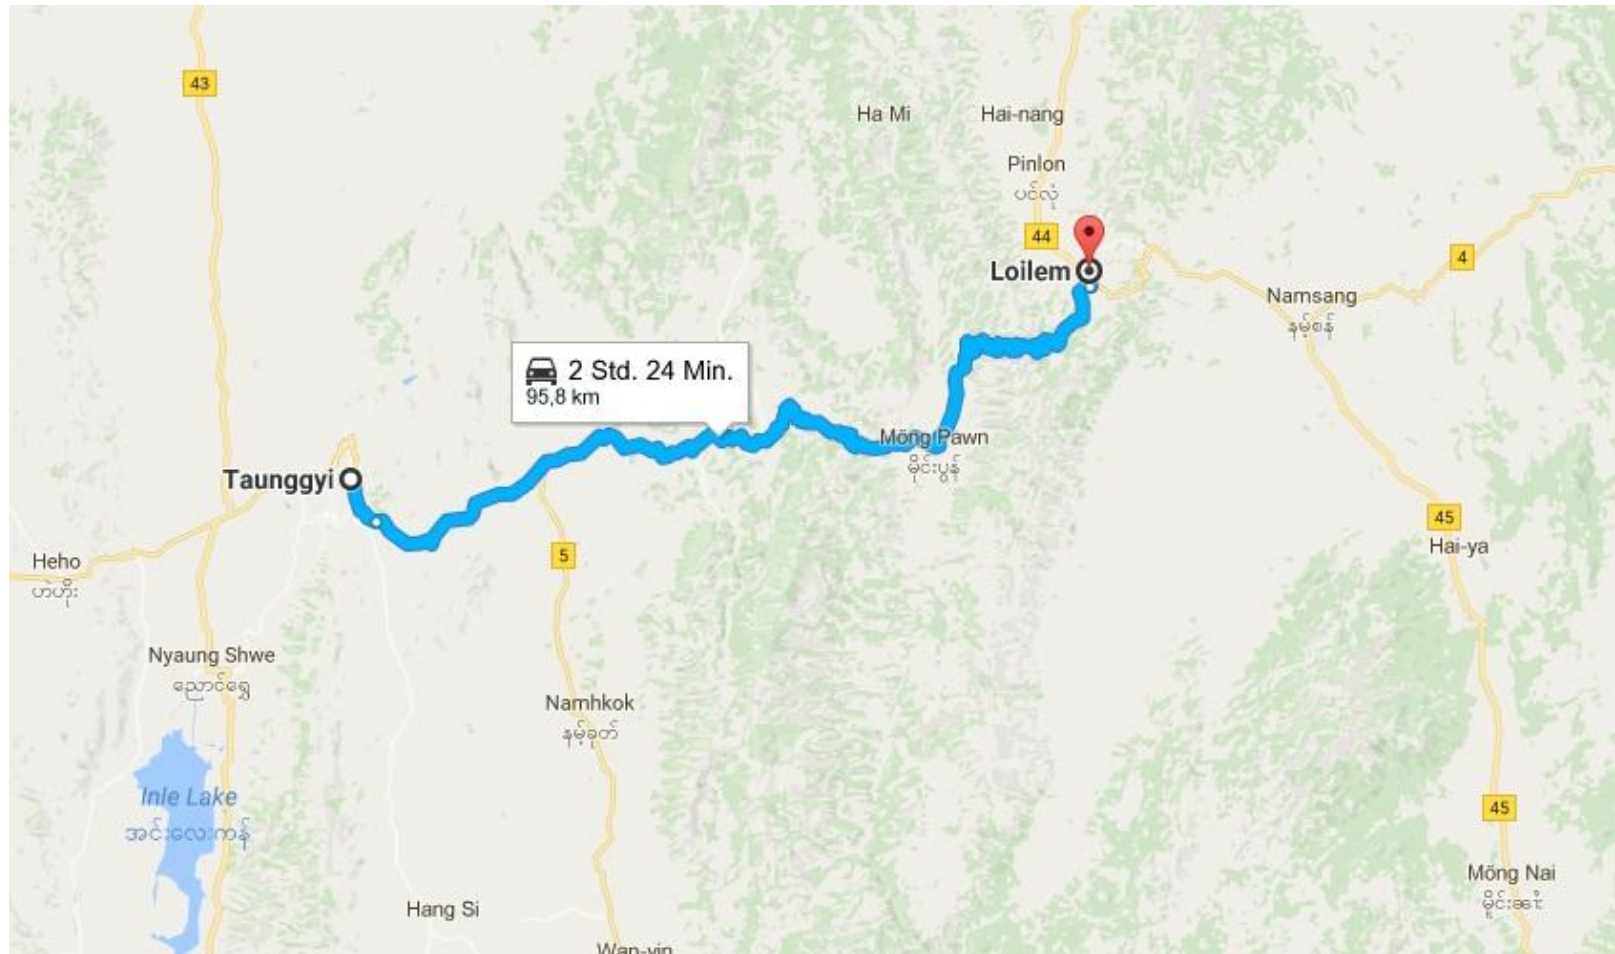 43
Ha Mi
Hai-nang
Pinlon
ပင်လုံ
44
4
Loilem
Namsang
နမ့်စန်
2 Std. 24 Min.
95,8 km
Möng Pawn
မိုင်းပွန်
Taunggyi
45
Hai-ya
5
Heho
ဟဲဟိုး
Nyaung Shwe
ညောင်ရွှေ
Namhkok
နမ့်ခုတ်
Inle Lake
အင်းလေးကန်
45
Möng Nai
Hang Si
Wan-yin